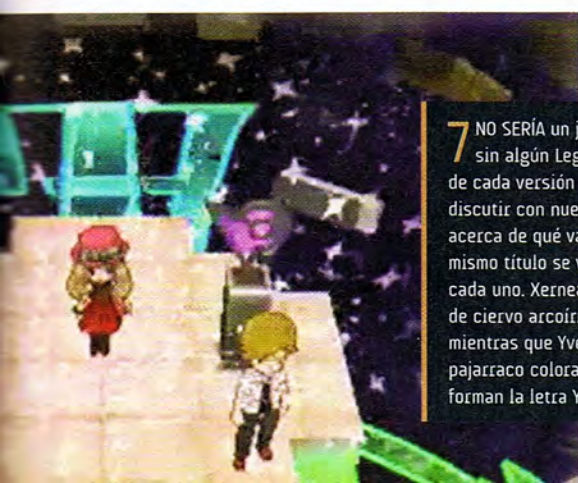 7 NO SERÍA un
sin algún Leg
de cada versión
discutir con nue
acerca de qué va
mismo título se v
cada uno. Xernea
de ciervo arcoír
mientras que Yve
pajarraco colora
forman la letra Y